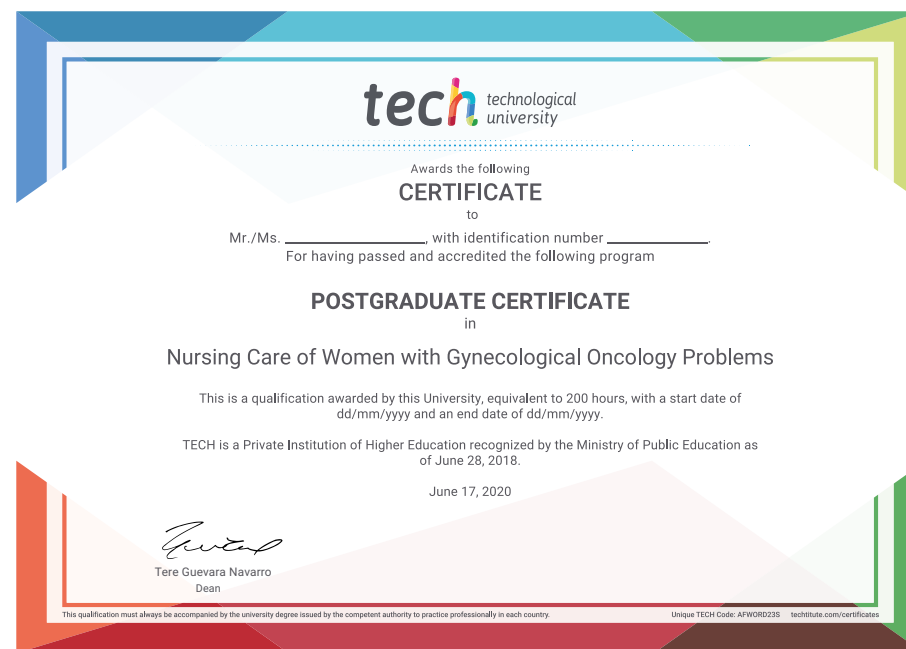 tech technological
university
Awards the following
CERTIFICATE
to
Mr./Ms. ____________________, with identification number ______________.
For having passed and accredited the following program
POSTGRADUATE CERTIFICATE
in
Nursing Care of Women with Gynecological Oncology Problems
This is a qualification awarded by this University, equivalent to 200 hours, with a start date of
dd/mm/yyyy and an end date of dd/mm/yyyy.
TECH is a Private Institution of Higher Education recognized by the Ministry of Public Education as
of June 28, 2018.
June 17, 2020
Tere Guevara Navarro
Dean
This qualification must always be accompanied by the university degree issued by the competent authority to practice professionally in each country. Unique TECH Code: AFWORD23S techtitute.com/certificates